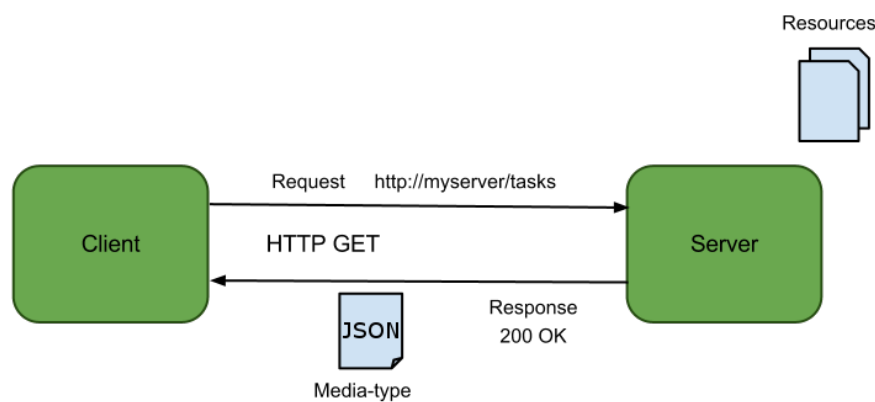 Resources
Request http://myserver/tasks
Client
HTTP GET
Server
Response
200 OK
JSON
Media-type